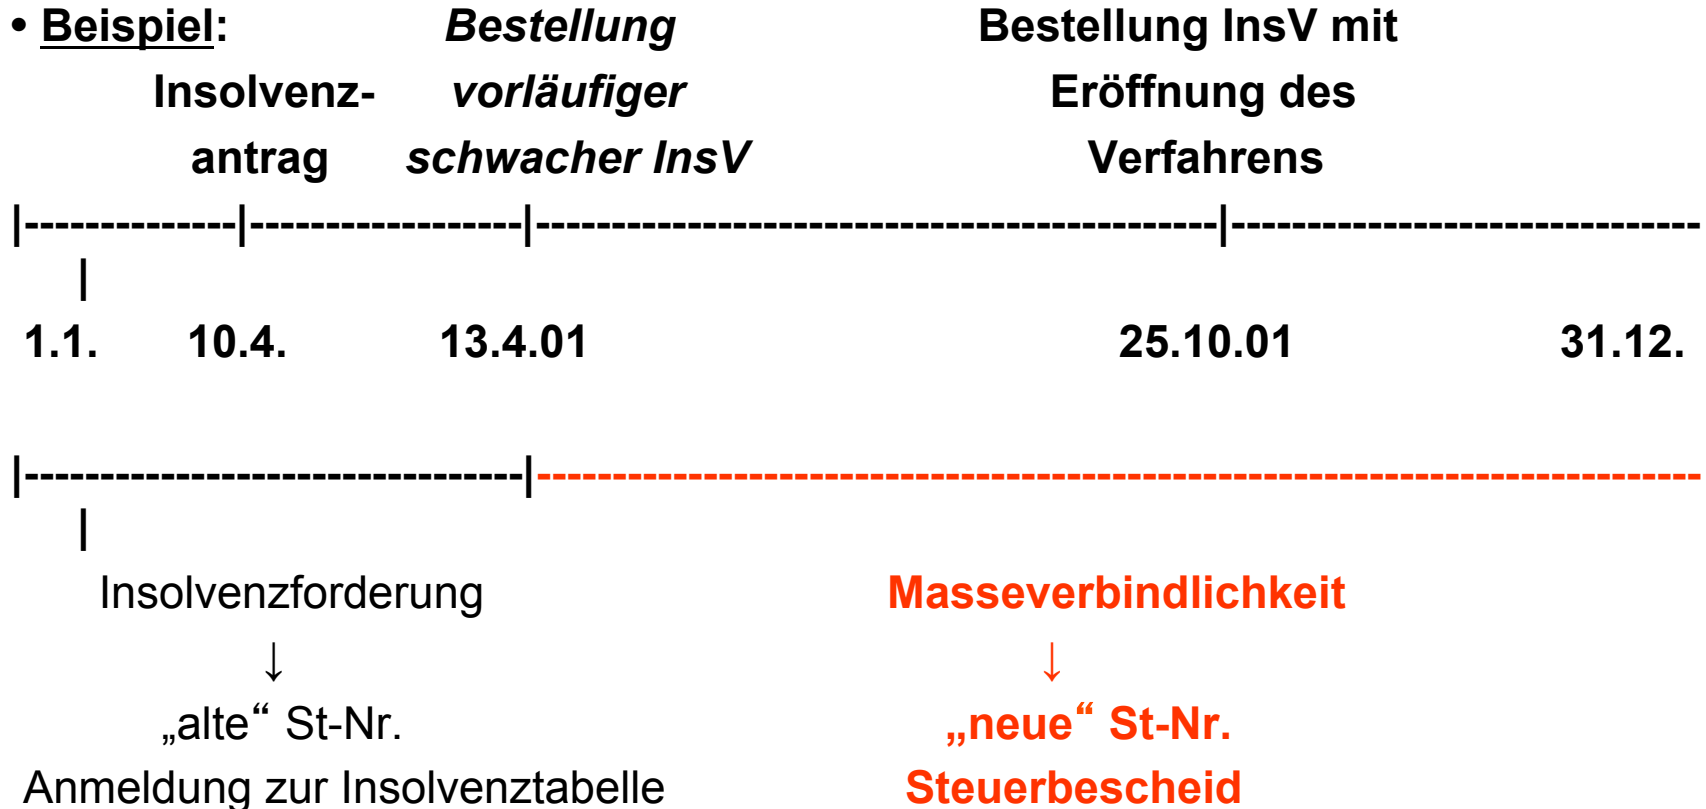 • Beispiel: Bestellung Bestellung InsV mit
Insolvenz- vorläufiger Eröffnung des
antrag schwacher InsV Verfahrens
|--------------|------------------|---------------------------------------------|-------------------------------
|
1.1. 10.4. 13.4.01 25.10.01 31.12.
|---------------------------------|-----------------------------------------------------------------------------
|
Insolvenzforderung Masseverbindlichkeit
↓ ↓
„alte“ St-Nr. „neue“ St-Nr.
Anmeldung zur Insolvenztabelle Steuerbescheid